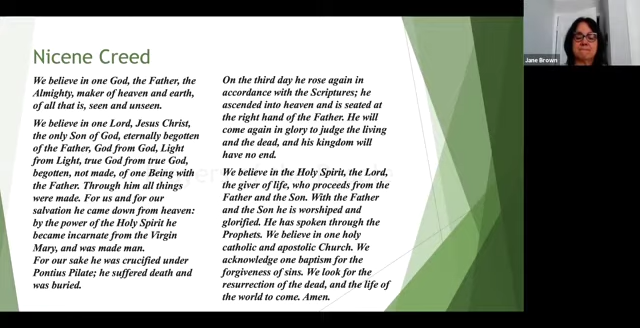 Nicene Creed
We believe in one God, the Father, the
Almighty, maker of heaven and earth,
of all that is, seen and unseen.
We believe in one Lord, Jesus Christ,
the only Son of God, eternally begotten
of the Father, God from God, Light
from Light, true God from true God,
begotten, not made, of one Being with
the Father. Through him all things
were made. For us and for our
salvation he came down from heaven:
by the power of the Holy Spirit he
became incarnate from the Virgin
Mary, and was made man.
For our sake he was crucified under
Pontius Pilate; he suffered death and
was buried.
On the third day he rose again in
accordance with the Scriptures; he
ascended into heaven and is seated at
the right hand of the Father. He will
come again in glory to judge the living
and the dead, and his kingdom will
have no end.
We believe in the Holy Spirit, the Lord,
the giver of life, who proceeds from the
Father and the Son. With the Father
and the Son he is worshiped and
glorified. He has spoken through the
Prophets. We believe in one holy
catholic and apostolic Church. We
acknowledge one baptism for the
forgiveness of sins. We look for the
resurrection of the dead, and the life of
the world to come. Amen.
Jane Brown